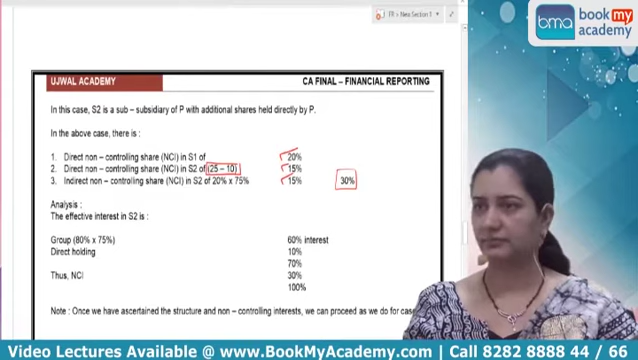 FR > New Section 1
bma
book my
academy
UJWAL ACADEMY
CA FINAL – FINANCIAL REPORTING
In this case, S2 is a sub – subsidiary of P with additional shares held directly by P.
In the above case, there is :
1. Direct non – controlling share (NCI) in S1 of 20%
2. Direct non – controlling share (NCI) in S2 of (25 – 10) 15%
3. Indirect non – controlling share (NCI) in S2 of 20% x 75% 15% 30%
Analysis :
The effective interest in S2 is :
Group (80% x 75%) 60% interest
Direct holding 10%
70%
Thus, NCI 30%
100%
Note : Once we have ascertained the structure and non – controlling interests, we can proceed as we do for case
Video Lectures Available @ www.BookMyAcademy.com | Call 8282 8888 44 / 66